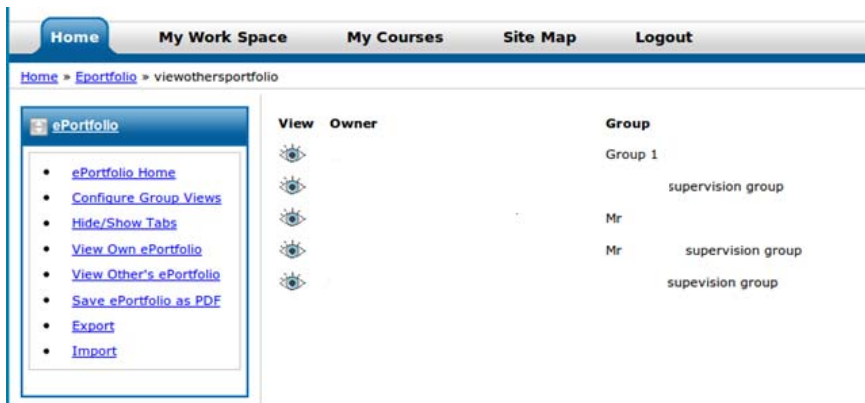 Home My Work Space My Courses Site Map Logout
Home » Eportfolio » viewothersportfolio
ePortfolio
ePortfolio Home
Configure Group Views
Hide/Show Tabs
View Own ePortfolio
View Other's ePortfolio
Save ePortfolio as PDF
Export
Import
View Owner Group
Group 1
supervision group
Mr
Mr supervision group
supevision group